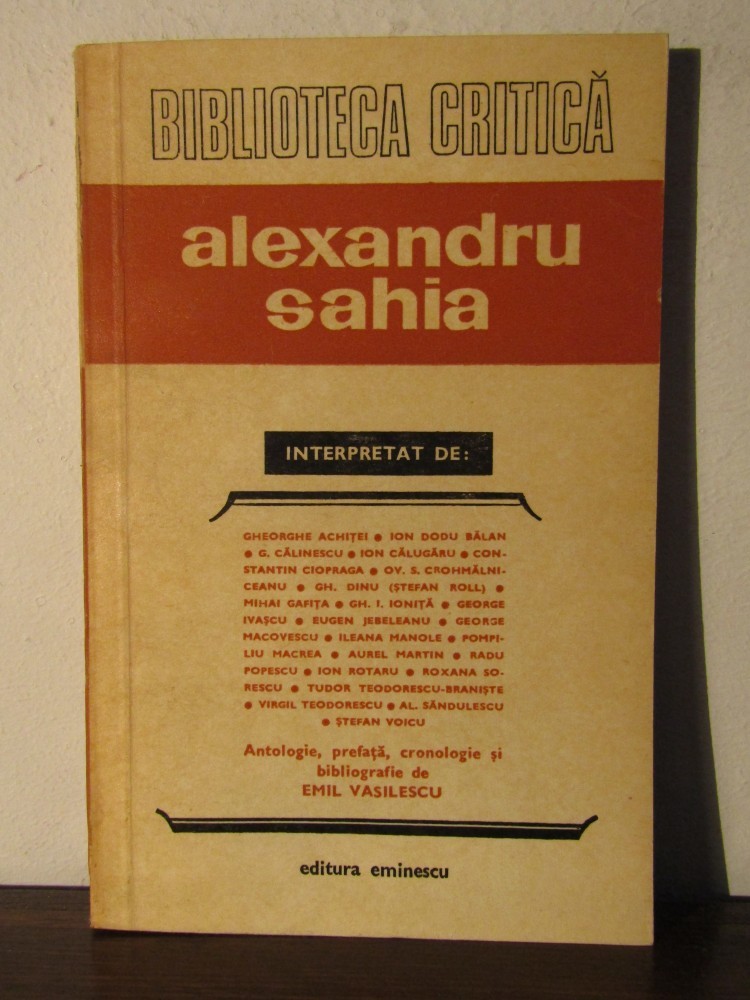 BIBLIOTECA CRITICĂ
alexandru
sahia
INTERPRETAT DE:
GHEORGHE ACHIȚEI ● ION DODU BĂLAN
● G. CĂLINESCU ● ION CĂLUGĂRU ● CON-
STANTIN CIOPRAGA ● OV. S. CROHMĂLNI-
CEANU ● GH. DINU (ȘTEFAN ROLL) ●
MIHAI GAFIȚA ● GH. I. IONIȚĂ ● GEORGE
IVAȘCU ● EUGEN JEBELEANU ● GEORGE
MACOVESCU ● ILEANA MANOLE ● POMPI-
LIU MACREA ● AUREL MARTIN ● RADU
POPESCU ● ION ROTARU ● ROXANA SO-
RESCU ● TUDOR TEODORESCU-BRANIȘTE
● VIRGIL TEODORESCU ● AL. SĂNDULESCU
● ȘTEFAN VOICU
Antologie, prefață, cronologie și
bibliografie de
EMIL VASILESCU
editura eminescu